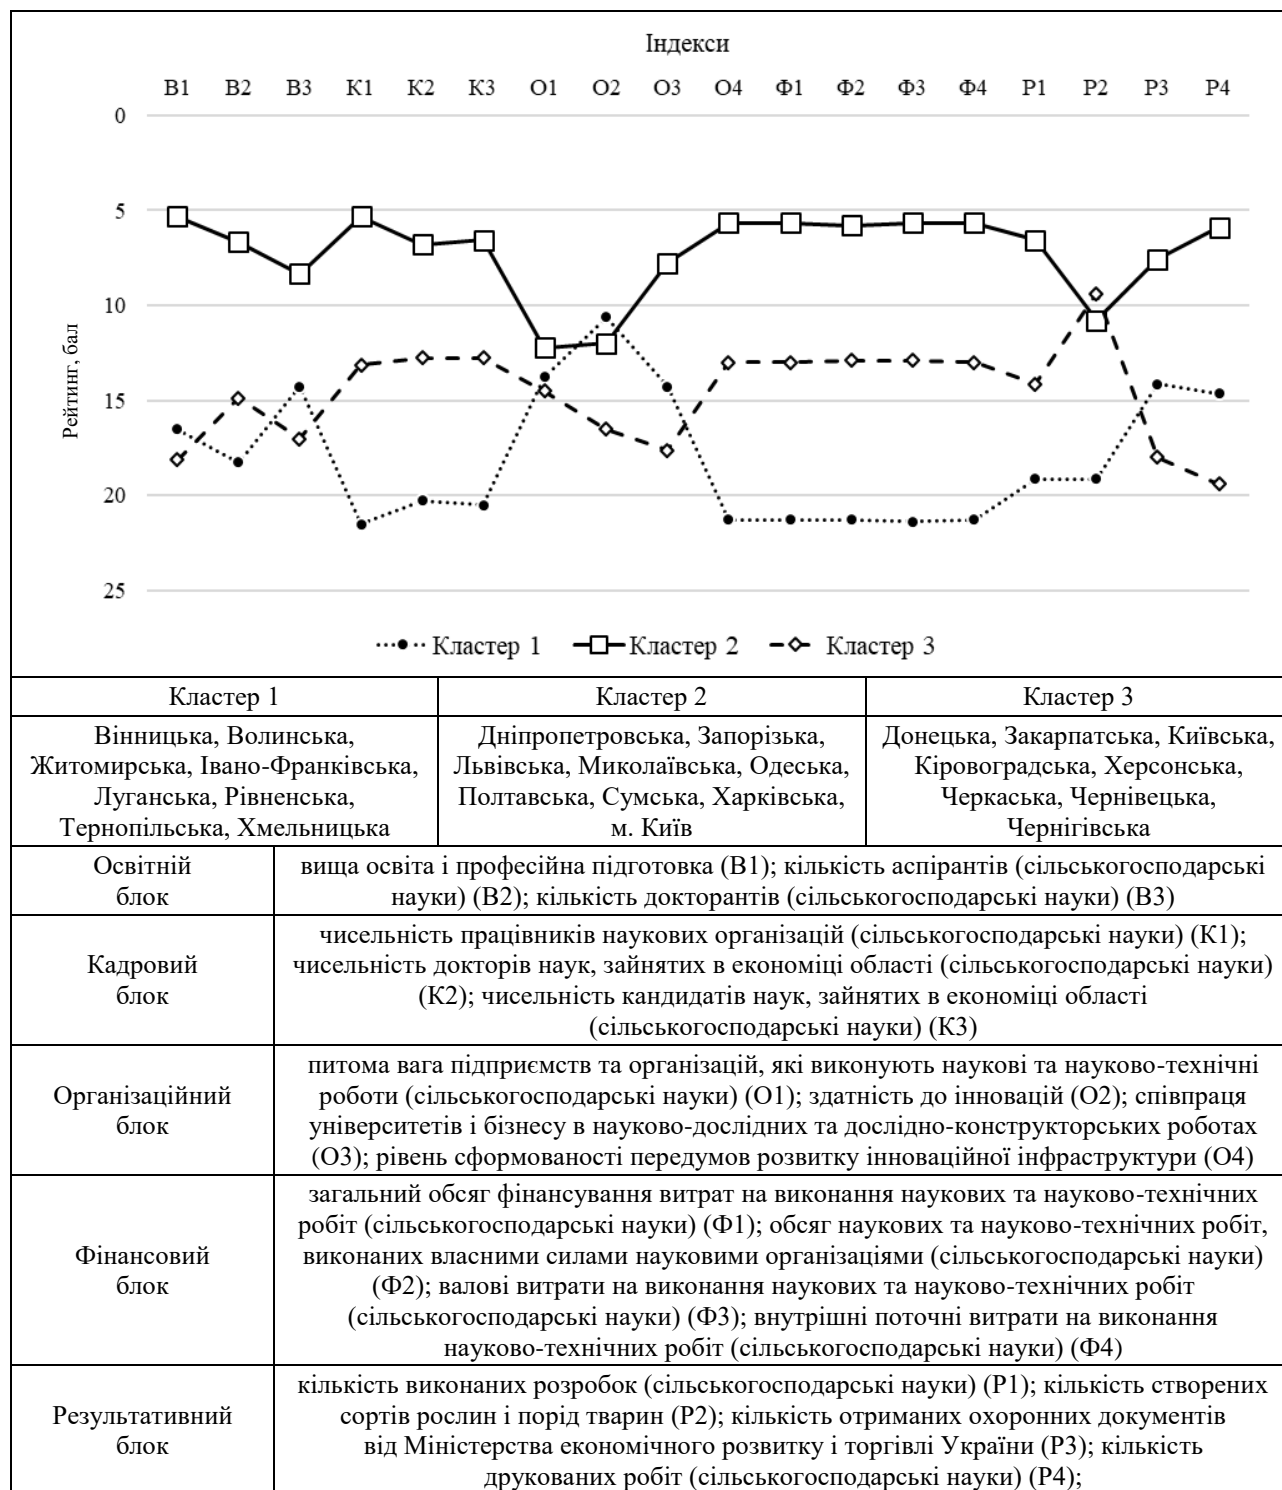 Індекси
В1 В2 В3 К1 К2 К3 О1 О2 О3 О4 Ф1 Ф2 Ф3 Ф4 Р1 Р2 Р3 Р4
0
5
10
15
20
25
Рейтинг, бал
Кластер 1 Кластер 2 Кластер 3
Кластер 1
Кластер 2
Кластер 3
Вінницька, Волинська,
Житомирська, Івано-Франківська,
Луганська, Рівненська,
Тернопільська, Хмельницька
Дніпропетровська, Запорізька,
Львівська, Миколаївська, Одеська,
Полтавська, Сумська, Харківська,
м. Київ
Донецька, Закарпатська, Київська,
Кіровоградська, Херсонська,
Черкаська, Чернівецька,
Чернігівська
Освітній
блок
вища освіта і професійна підготовка (В1); кількість аспірантів (сільськогосподарські
науки) (В2); кількість докторантів (сільськогосподарські науки) (В3)
Кадровий
блок
чисельність працівників наукових організацій (сільськогосподарські науки) (К1);
чисельність докторів наук, зайнятих в економіці області (сільськогосподарські науки)
(К2); чисельність кандидатів наук, зайнятих в економіці області
(сільськогосподарські науки) (К3)
Організаційний
блок
питома вага підприємств та організацій, які виконують наукові та науково-технічні
роботи (сільськогосподарські науки) (О1); здатність до інновацій (О2); співпраця
університетів і бізнесу в науково-дослідних та дослідно-конструкторських роботах
(О3); рівень сформованості передумов розвитку інноваційної інфраструктури (О4)
Фінансовий
блок
загальний обсяг фінансування витрат на виконання наукових та науково-технічних
робіт (сільськогосподарські науки) (Ф1); обсяг наукових та науково-технічних робіт,
виконаних власними силами науковими організаціями (сільськогосподарські науки)
(Ф2); валові витрати на виконання наукових та науково-технічних робіт
(сільськогосподарські науки) (Ф3); внутрішні поточні витрати на виконання
науково-технічних робіт (сільськогосподарські науки) (Ф4)
Результативний
блок
кількість виконаних розробок (сільськогосподарські науки) (Р1); кількість створених
сортів рослин і порід тварин (Р2); кількість отриманих охоронних документів
від Міністерства економічного розвитку і торгівлі України (Р3); кількість
друкованих робіт (сільськогосподарські науки) (Р4);